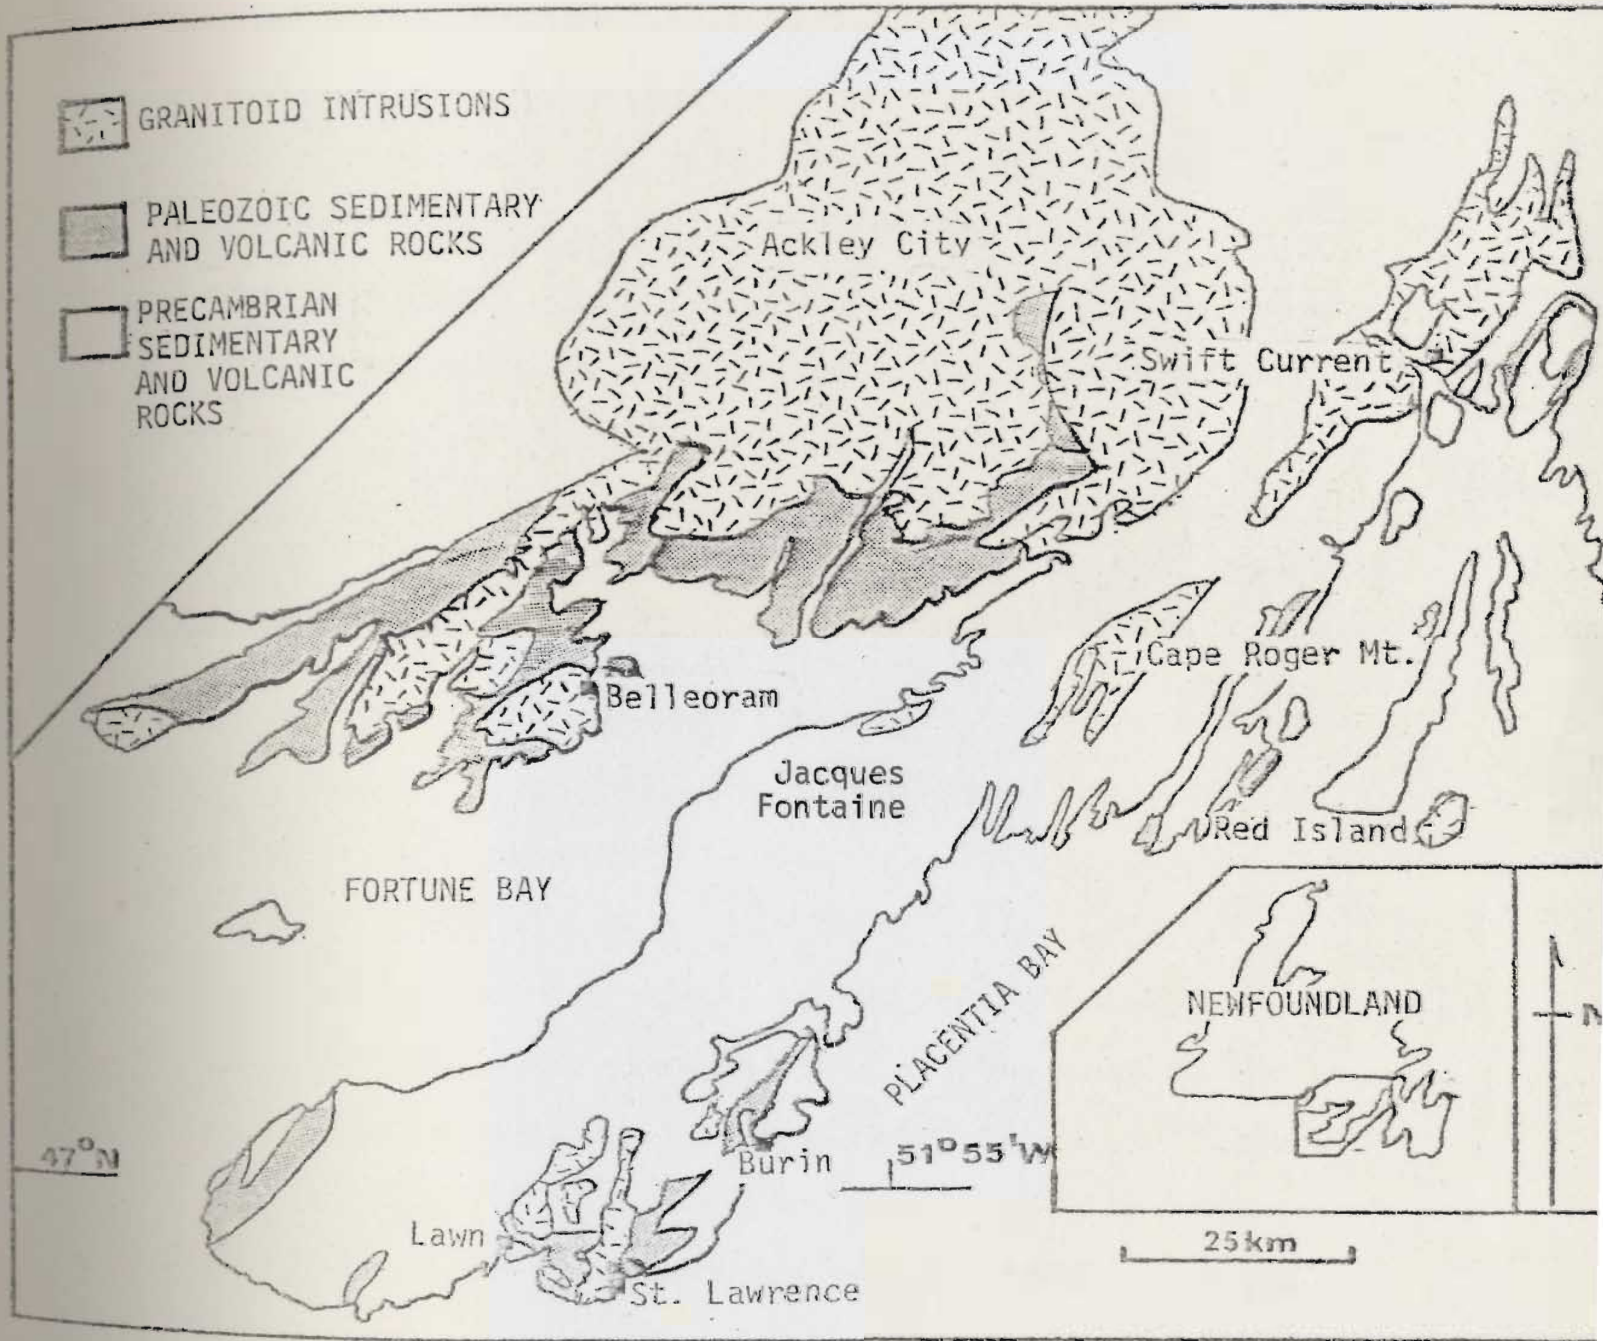 GRANITOID INTRUSIONS
PALEOZOIC SEDIMENTARY
AND VOLCANIC ROCKS
PRECAMBRIAN
SEDIMENTARY
AND VOLCANIC
ROCKS
Ackley City
Swift Current
Cape Roger Mt.
Belleoram
Jacques
Fontaine
Red Island
FORTUNE BAY
PLACENTIA BAY
NEWFOUNDLAND
N
47°N
Burin
51°55'W
Lawn
25km
St. Lawrence